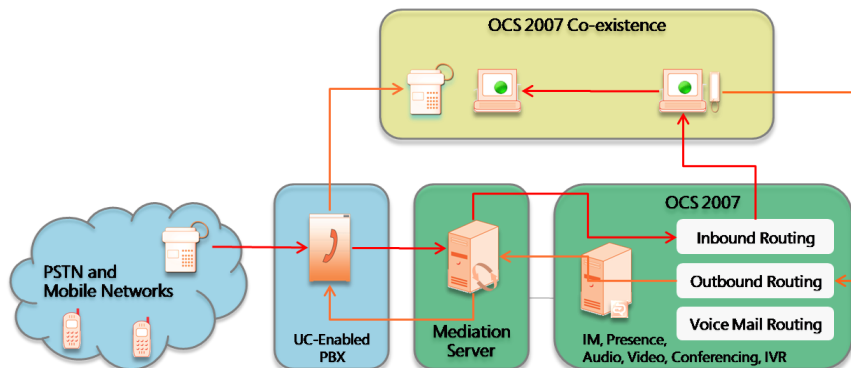 OCS 2007 Co-existence
OCS 2007
Inbound Routing
PSTN and
Mobile Networks
Outbound Routing
Voice Mail Routing
UC-Enabled
PBX
Mediation
Server
IM, Presence,
Audio, Video, Conferencing, IVR